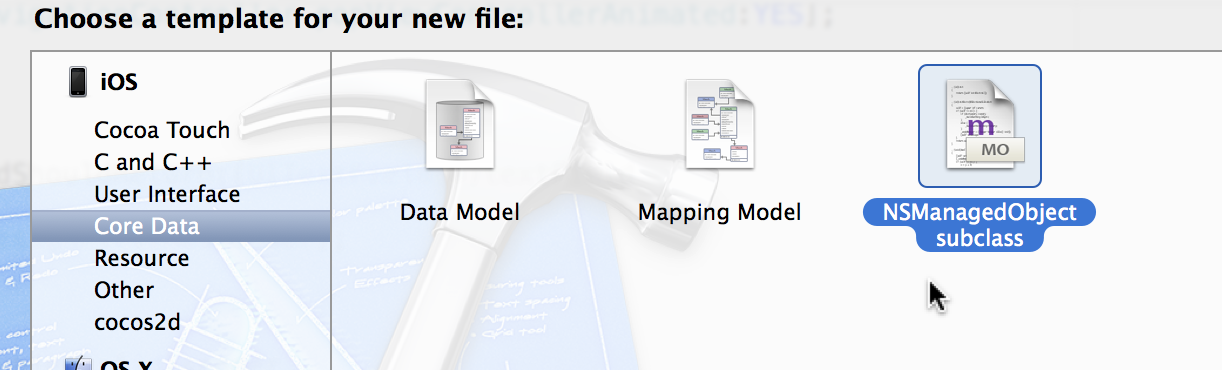 Choose a template for your new file:
iOS
Cocoa Touch
C and C++
User Interface
Core Data
Resource
Other
cocos2d
OS X
Data Model
Mapping Model
m
MO
NSManagedObject
subclass